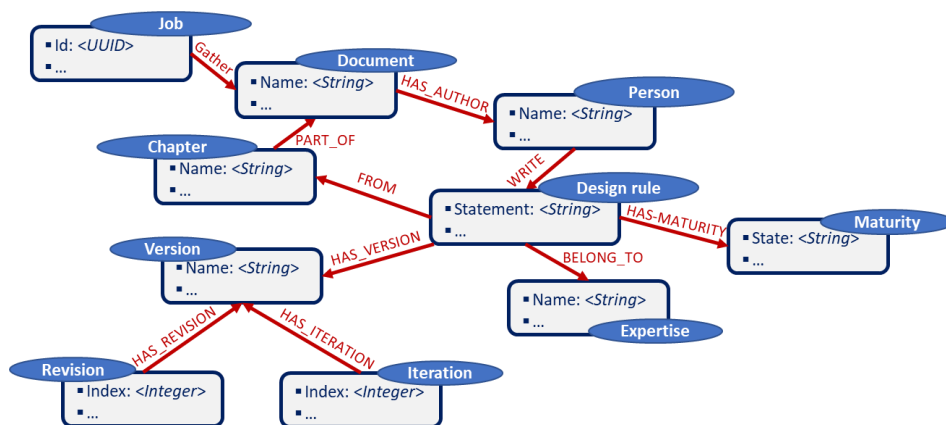 Job
▪ Id: <UUID>
▪ ...
Gather
Document
▪ Name: <String>
▪ ...
HAS_AUTHOR
Person
▪ Name: <String>
▪ ...
PART_OF
Chapter
▪ Name: <String>
▪ ...
WRITE
FROM
Design rule
▪ Statement: <String>
▪ ...
HAS-MATURITY
Maturity
▪ State: <String>
▪ ...
HAS_VERSION
Version
▪ Name: <String>
▪ ...
BELONG_TO
▪ Name: <String>
▪ ...
Expertise
HAS_REVISION
HAS_ITERATION
Revision
▪ Index: <Integer>
▪ ...
Iteration
▪ Index: <Integer>
▪ ...